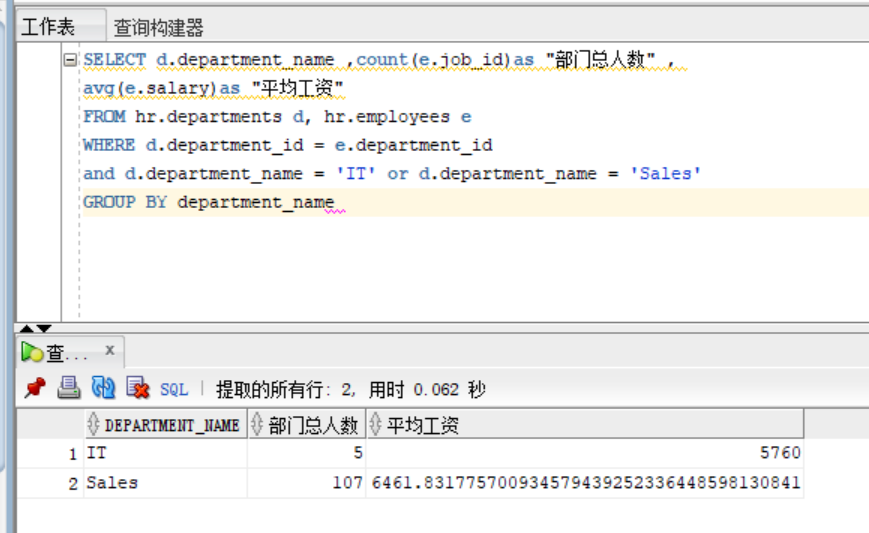 工作表 查询构建器
SELECT d.department_name ,count(e.job_id)as "部门总人数" ,
avg(e.salary)as "平均工资"
FROM hr.departments d, hr.employees e
WHERE d.department_id = e.department_id
and d.department_name = 'IT' or d.department_name = 'Sales'
GROUP BY department_name
查... x
SQL | 提取的所有行: 2, 用时 0.062 秒
DEPARTMENT_NAME 部门总人数 平均工资
1 IT 5 5760
2 Sales 107 6461.83177570093457943925233644859813084​1